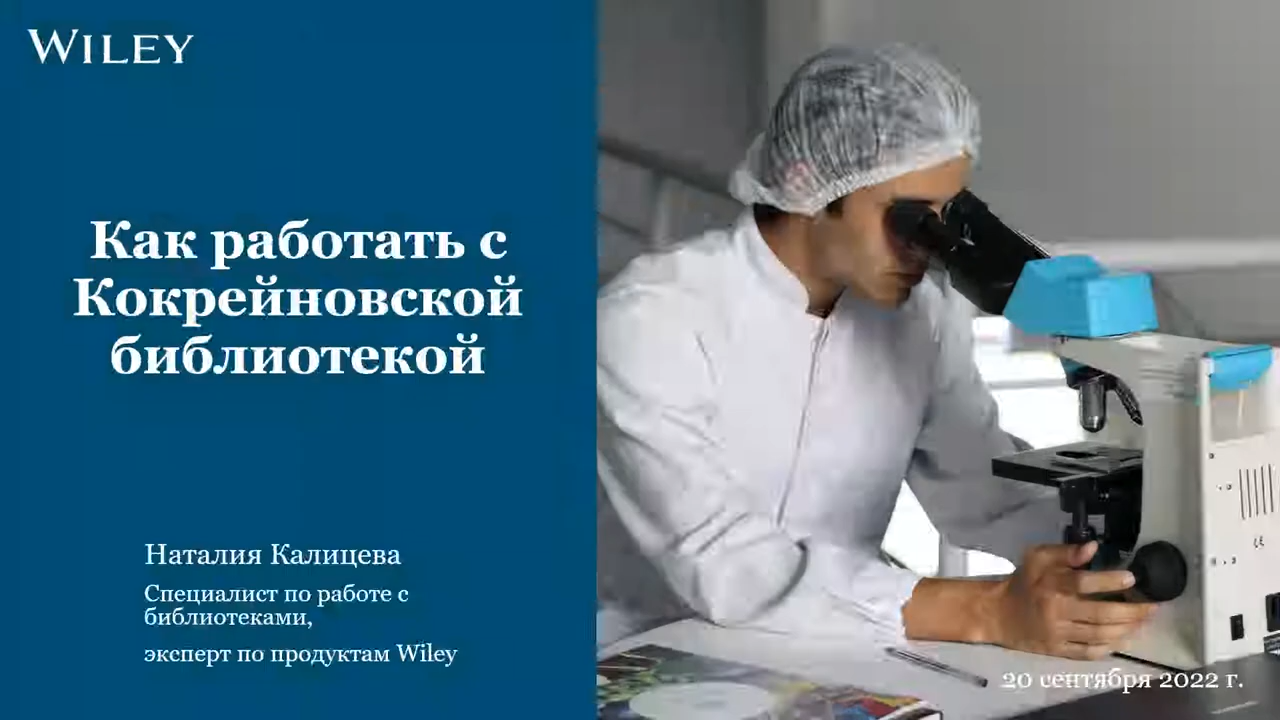 WILEY
Как работать с
Кокрейновской
библиотекой
Наталия Калицева
Специалист по работе с
библиотеками,
эксперт по продуктам Wiley
20 сентября 2022 г.